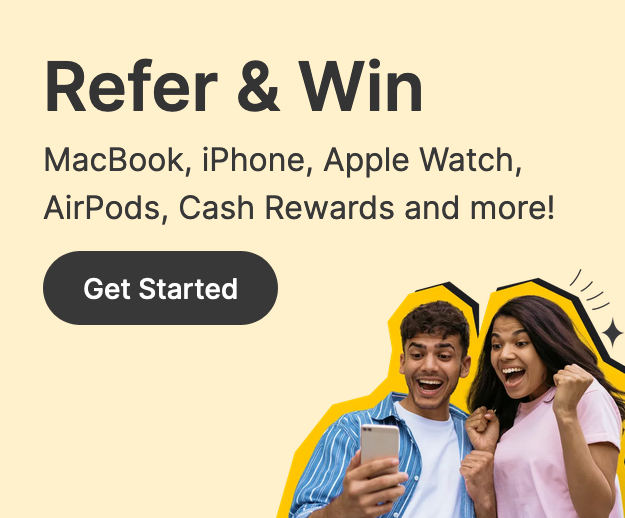 Refer & Win
MacBook, iPhone, Apple Watch,
AirPods, Cash Rewards and more!
Get Started